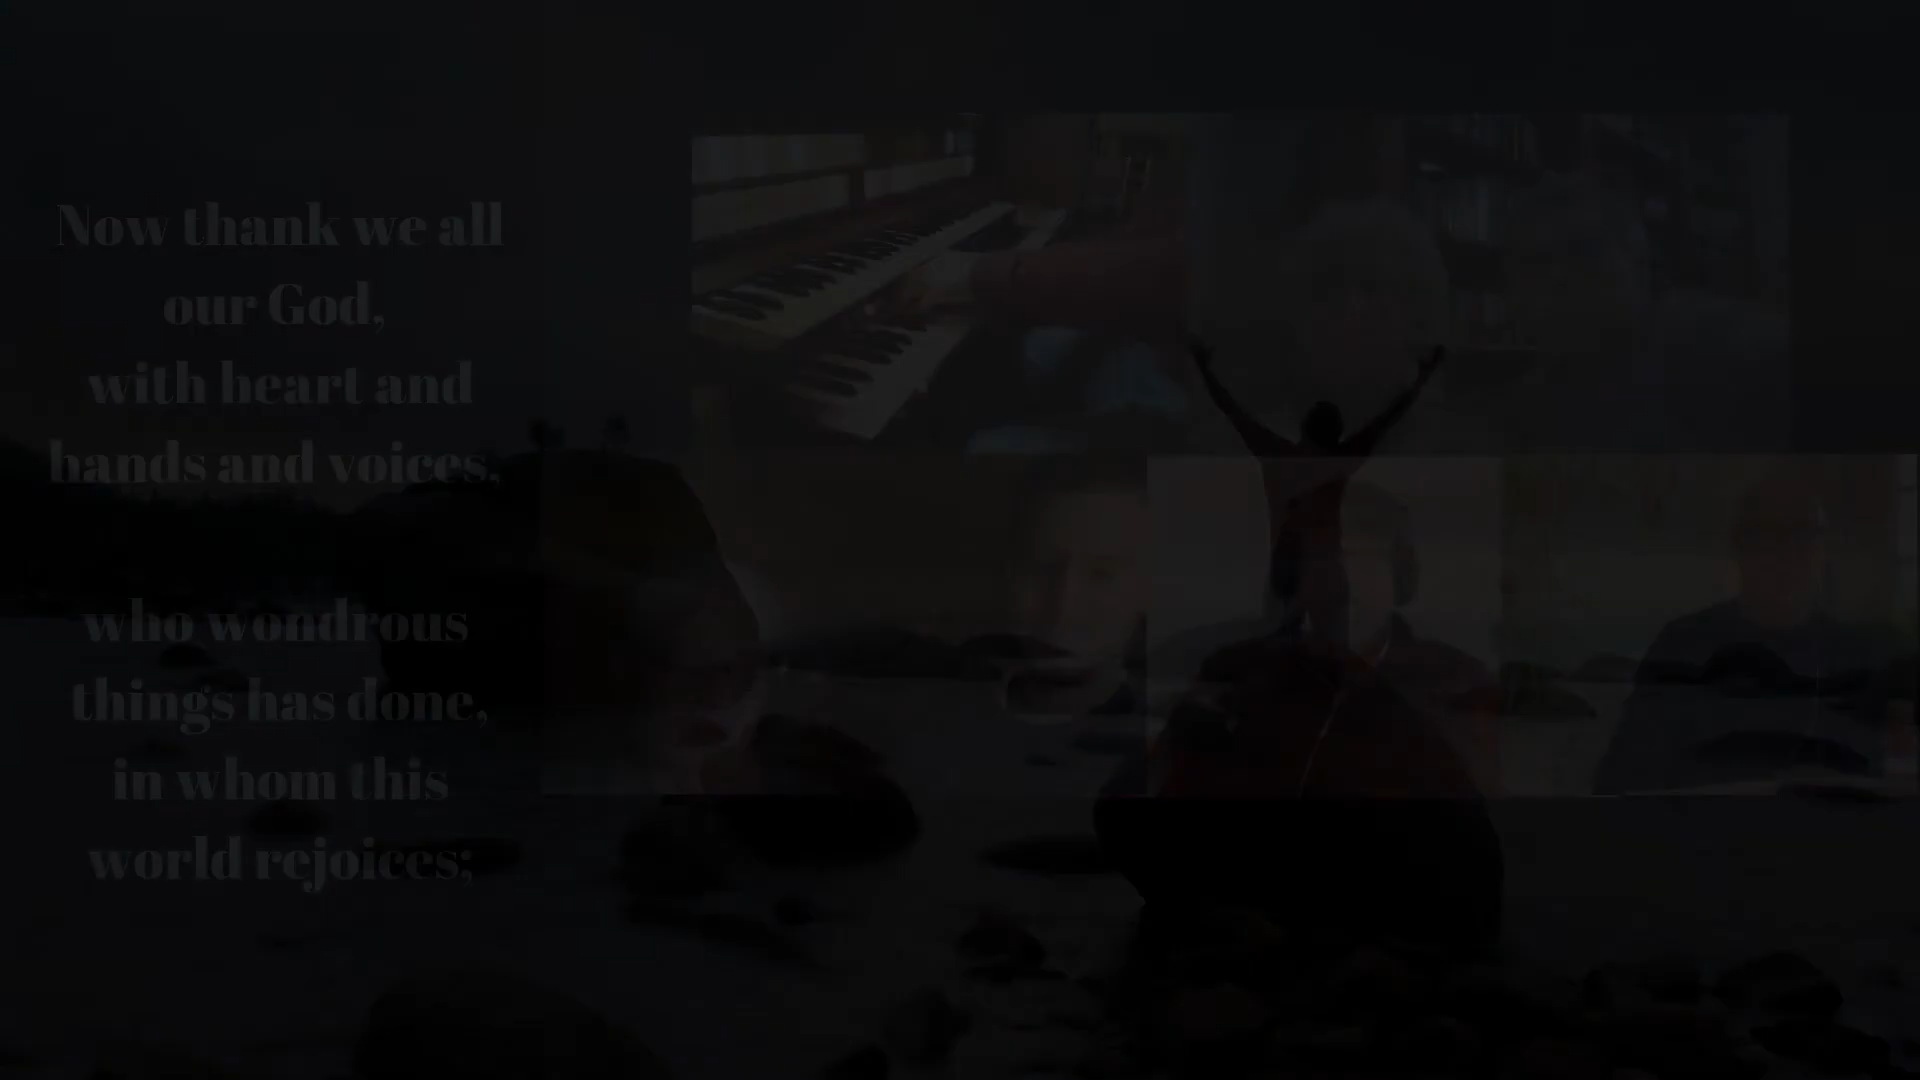 Now thank we all
our God,
with heart and
hands and voices,
who wondrous
things has done,
in whom this
world rejoices;